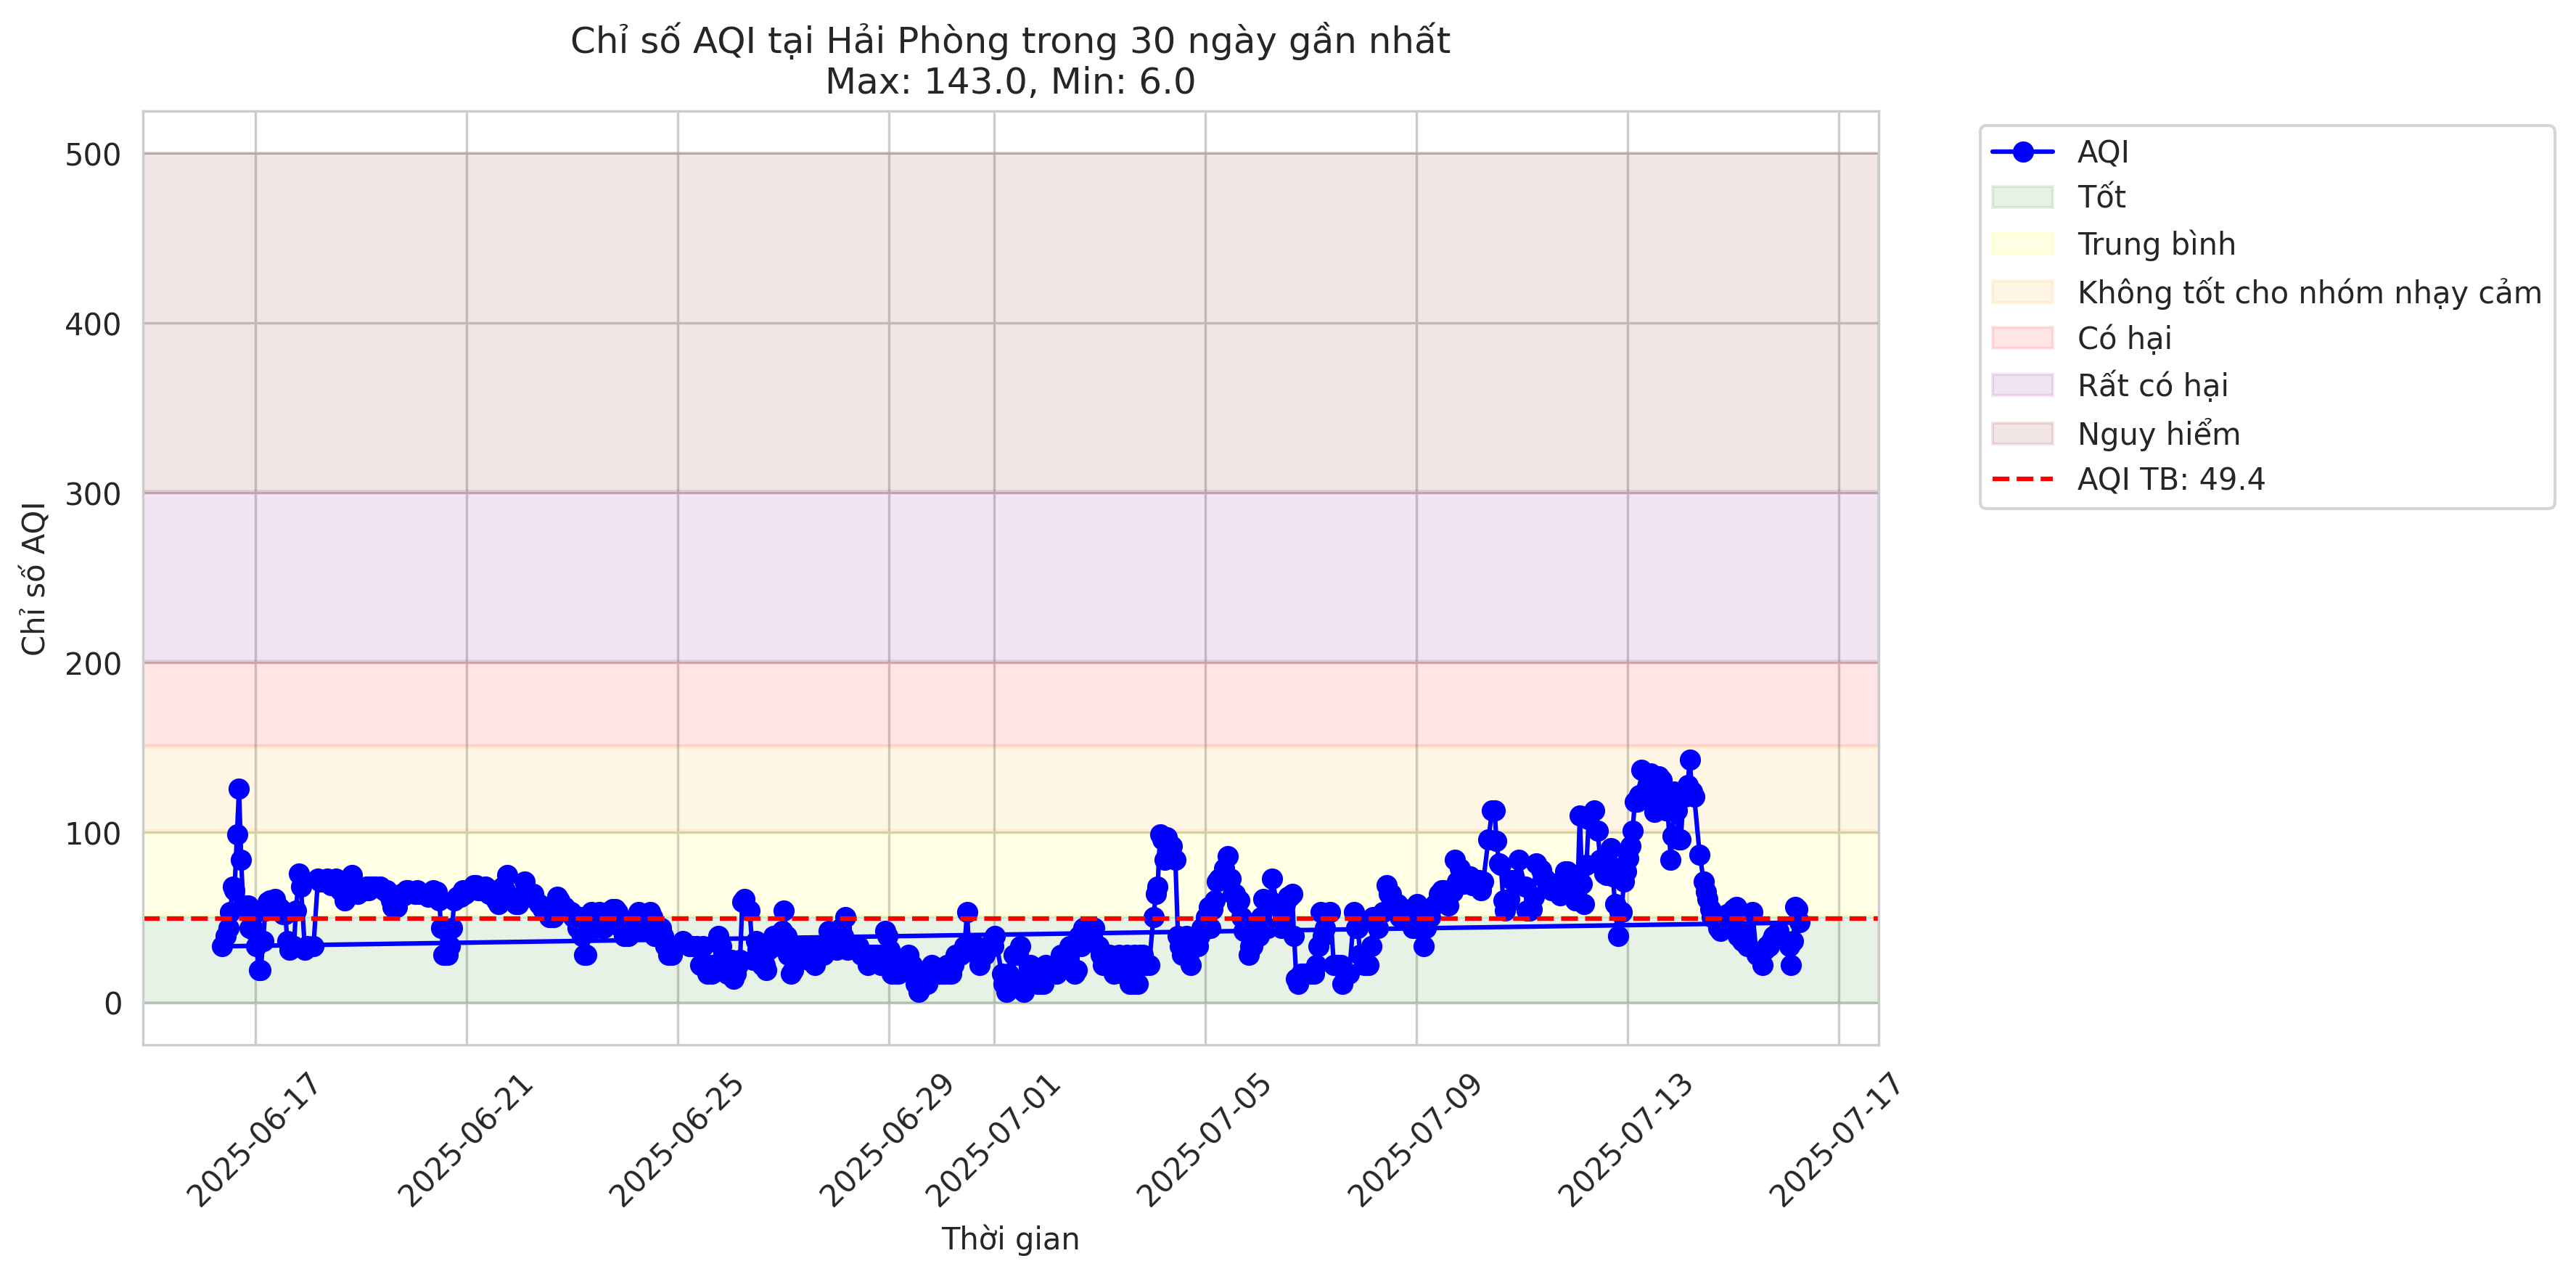 Chỉ số AQI tại Hải Phòng trong 30 ngày gần nhất
Max: 143.0, Min: 6.0
Chỉ số AQI
500
400
300
200
100
0
2025-06-17
2025-06-21
2025-06-25
2025-06-29
2025-07-01
2025-07-05
2025-07-09
2025-07-13
2025-07-17
Thời gian
AQI
Tốt
Trung bình
Không tốt cho nhóm nhạy cảm
Có hại
Rất có hại
Nguy hiểm
AQI TB: 49.4